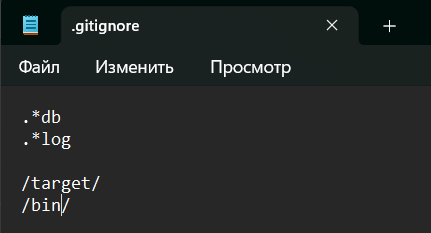 .gitignore
Файл Изменить Просмотр
.*db
.*log
/target/
/bin/